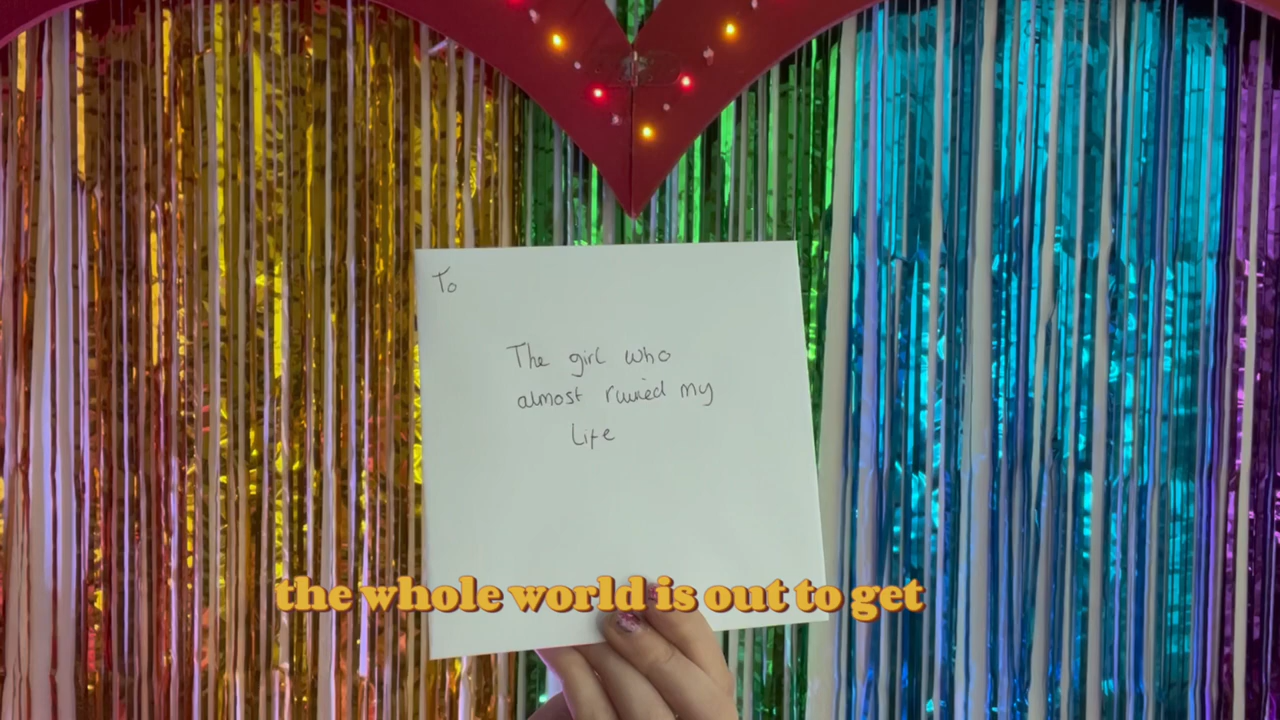 To
The girl who
almost ruined my
Life
the whole world is out to get